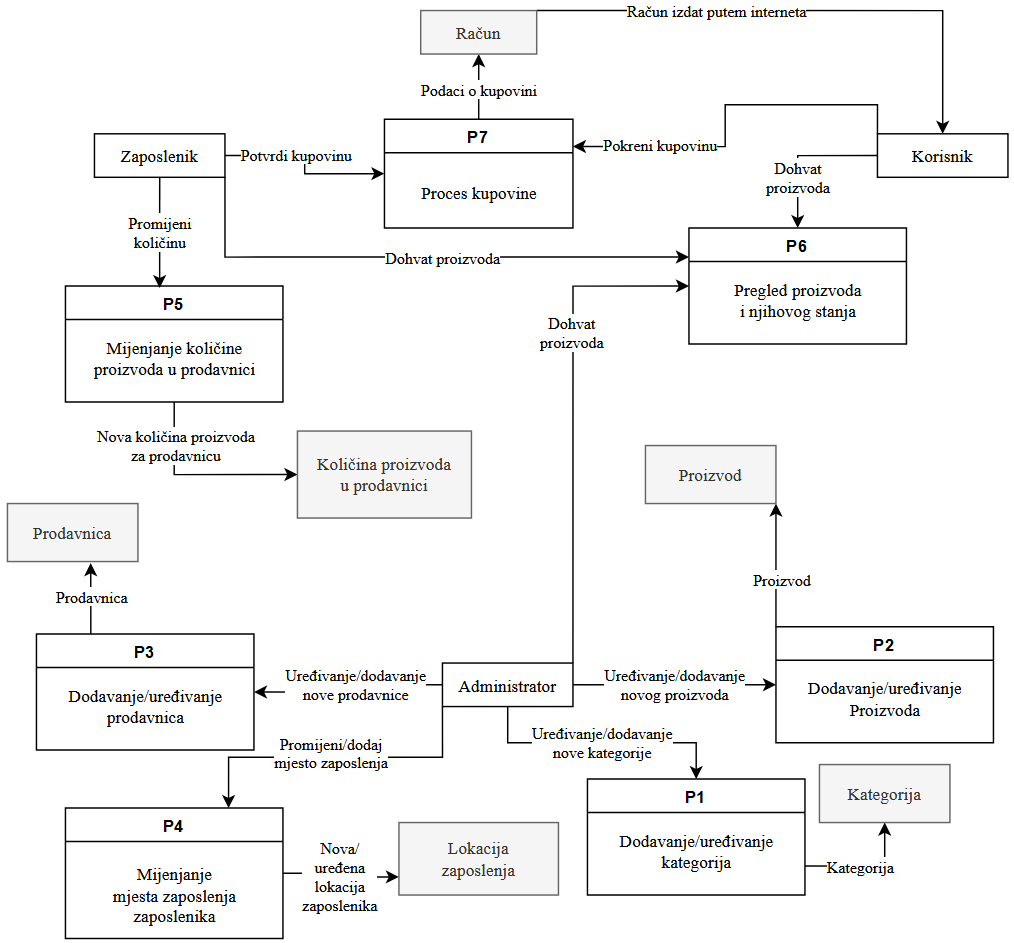 Račun
Račun izdat putem interneta
Podaci o kupovini
P7
Proces kupovine
Zaposlenik
Potvrdi kupovinu
Pokreni kupovinu
Korisnik
Dohvat
proizvoda
Promijeni
količinu
Dohvat proizvoda
P6
Pregled proizvoda
i njihovog stanja
P5
Mijenjanje količine
proizvoda u prodavnici
Dohvat
proizvoda
Nova količina proizvoda
za prodavnicu
Količina proizvoda
u prodavnici
Proizvod
Prodavnica
Proizvod
Prodavnica
P3
Dodavanje/uređivanje
prodavnica
Uređivanje/dodavanje
nove prodavnice
Administrator
Uređivanje/dodavanje
novog proizvoda
P2
Dodavanje/uređivanje
Proizvoda
Promijeni/dodaj
mjesto zaposlenja
Uređivanje/dodavanje
nove kategorije
P4
Mijenjanje
mjesta zaposlenja
zaposlenika
Nova/
uređena
lokacija
zaposlenika
Lokacija
zaposlenja
P1
Dodavanje/uređivanje
kategorija
Kategorija
Kategorija